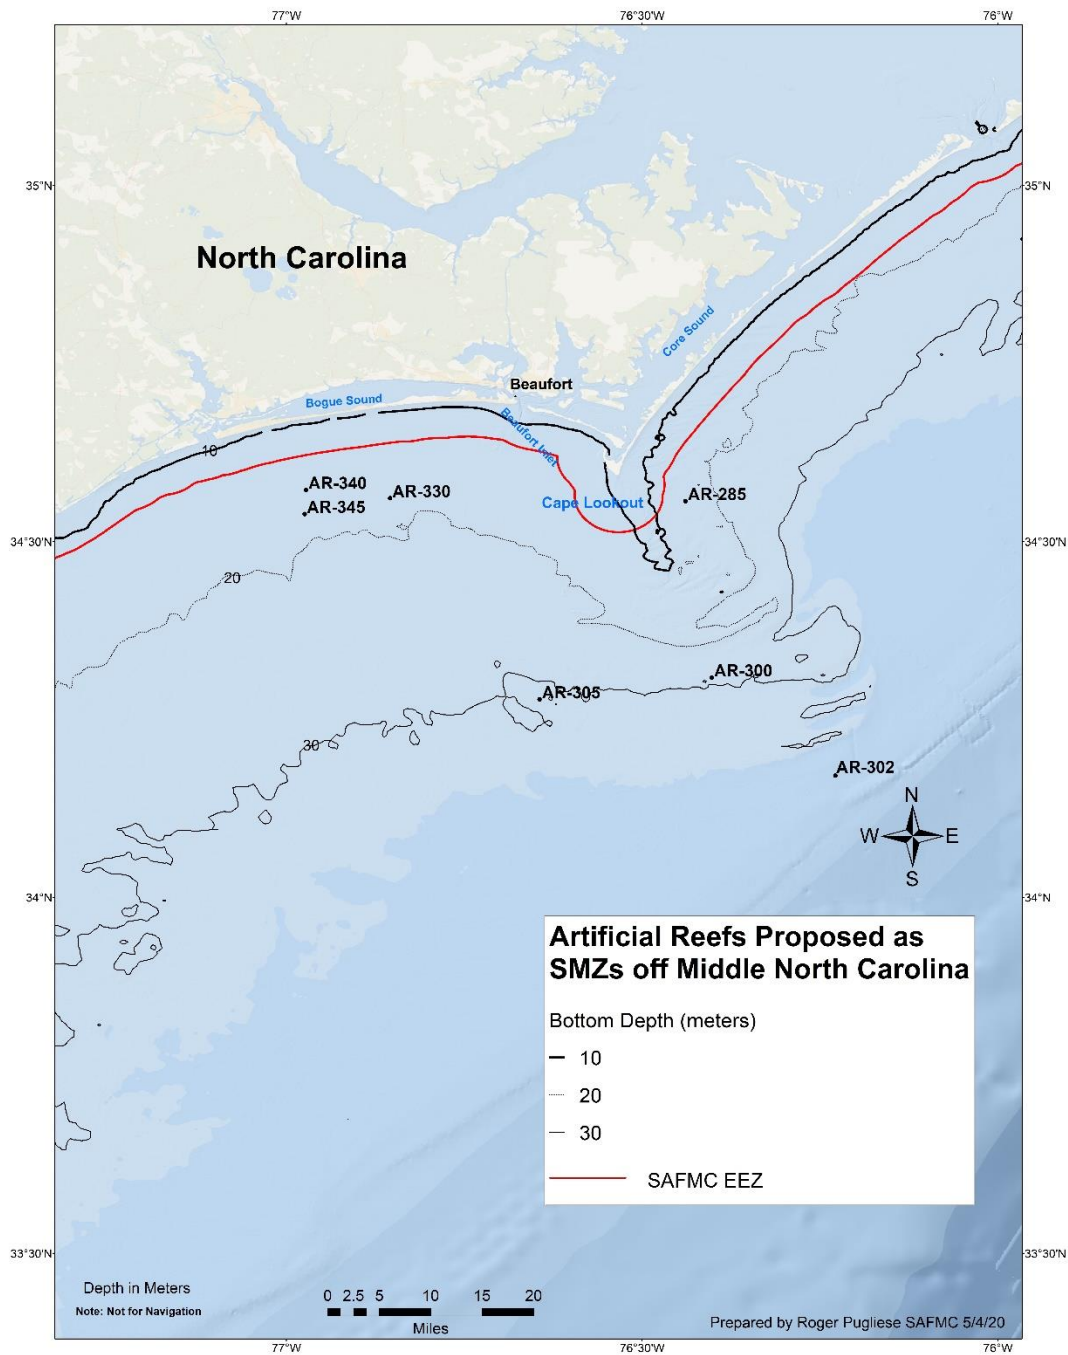 77°W
76°30'W
76°W
35°N
35°N
North Carolina
Core Sound
Beaufort
Bogue Sound
Beaufort Inlet
10
AR-340
AR-330
AR-285
AR-345
Cape Lookout
34°30'N
34°30'N
20
AR-300
AR-305
30
AR-302
N
W
E
S
34°N
34°N
Artificial Reefs Proposed as
SMZs off Middle North Carolina
Bottom Depth (meters)
10
20
30
SAFMC EEZ
33°30'N
33°30'N
Depth in Meters
Note: Not for Navigation
0 2.5 5 10 15 20
Miles
Prepared by Roger Pugliese SAFMC 5/4/20
77°W
76°30'W
76°W